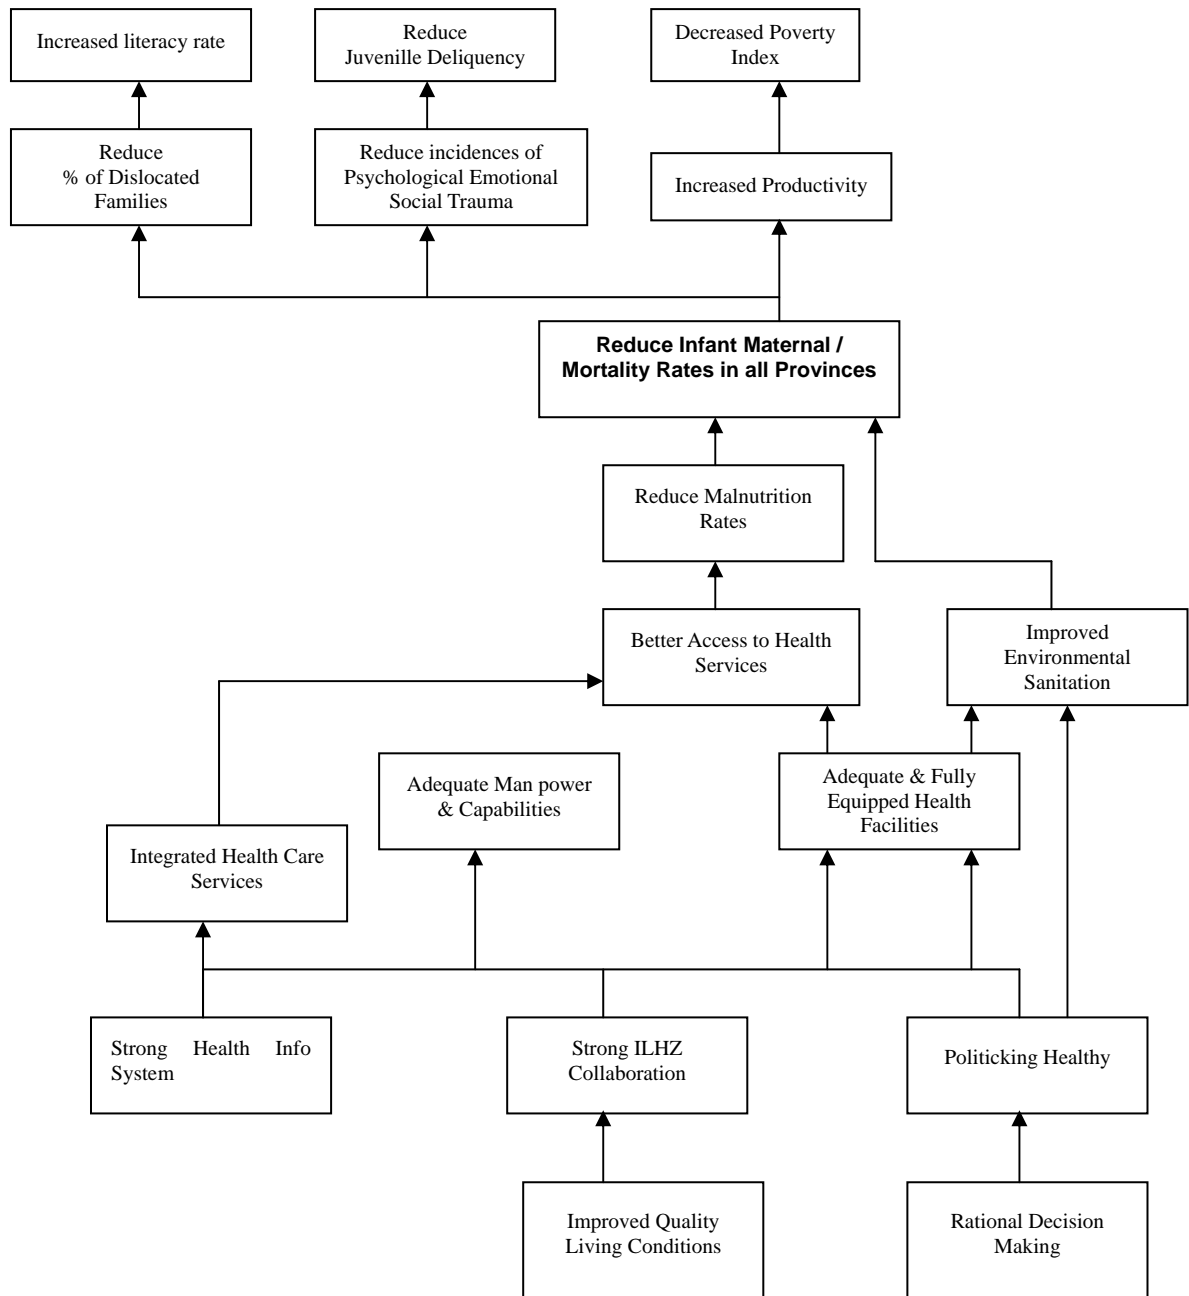 Increased literacy rate
Reduce
Juvenille Deliquency
Decreased Poverty
Index
Reduce
% of Dislocated
Families
Reduce incidences of
Psychological Emotional
Social Trauma
Increased Productivity
Reduce Infant Maternal /
Mortality Rates in all Provinces
Reduce Malnutrition
Rates
Better Access to Health
Services
Improved
Environmental
Sanitation
Adequate Man power
& Capabilities
Adequate & Fully
Equipped Health
Facilities
Integrated Health Care
Services
Strong Health Info
System
Strong ILHZ
Collaboration
Politicking Healthy
Improved Quality
Living Conditions
Rational Decision
Making